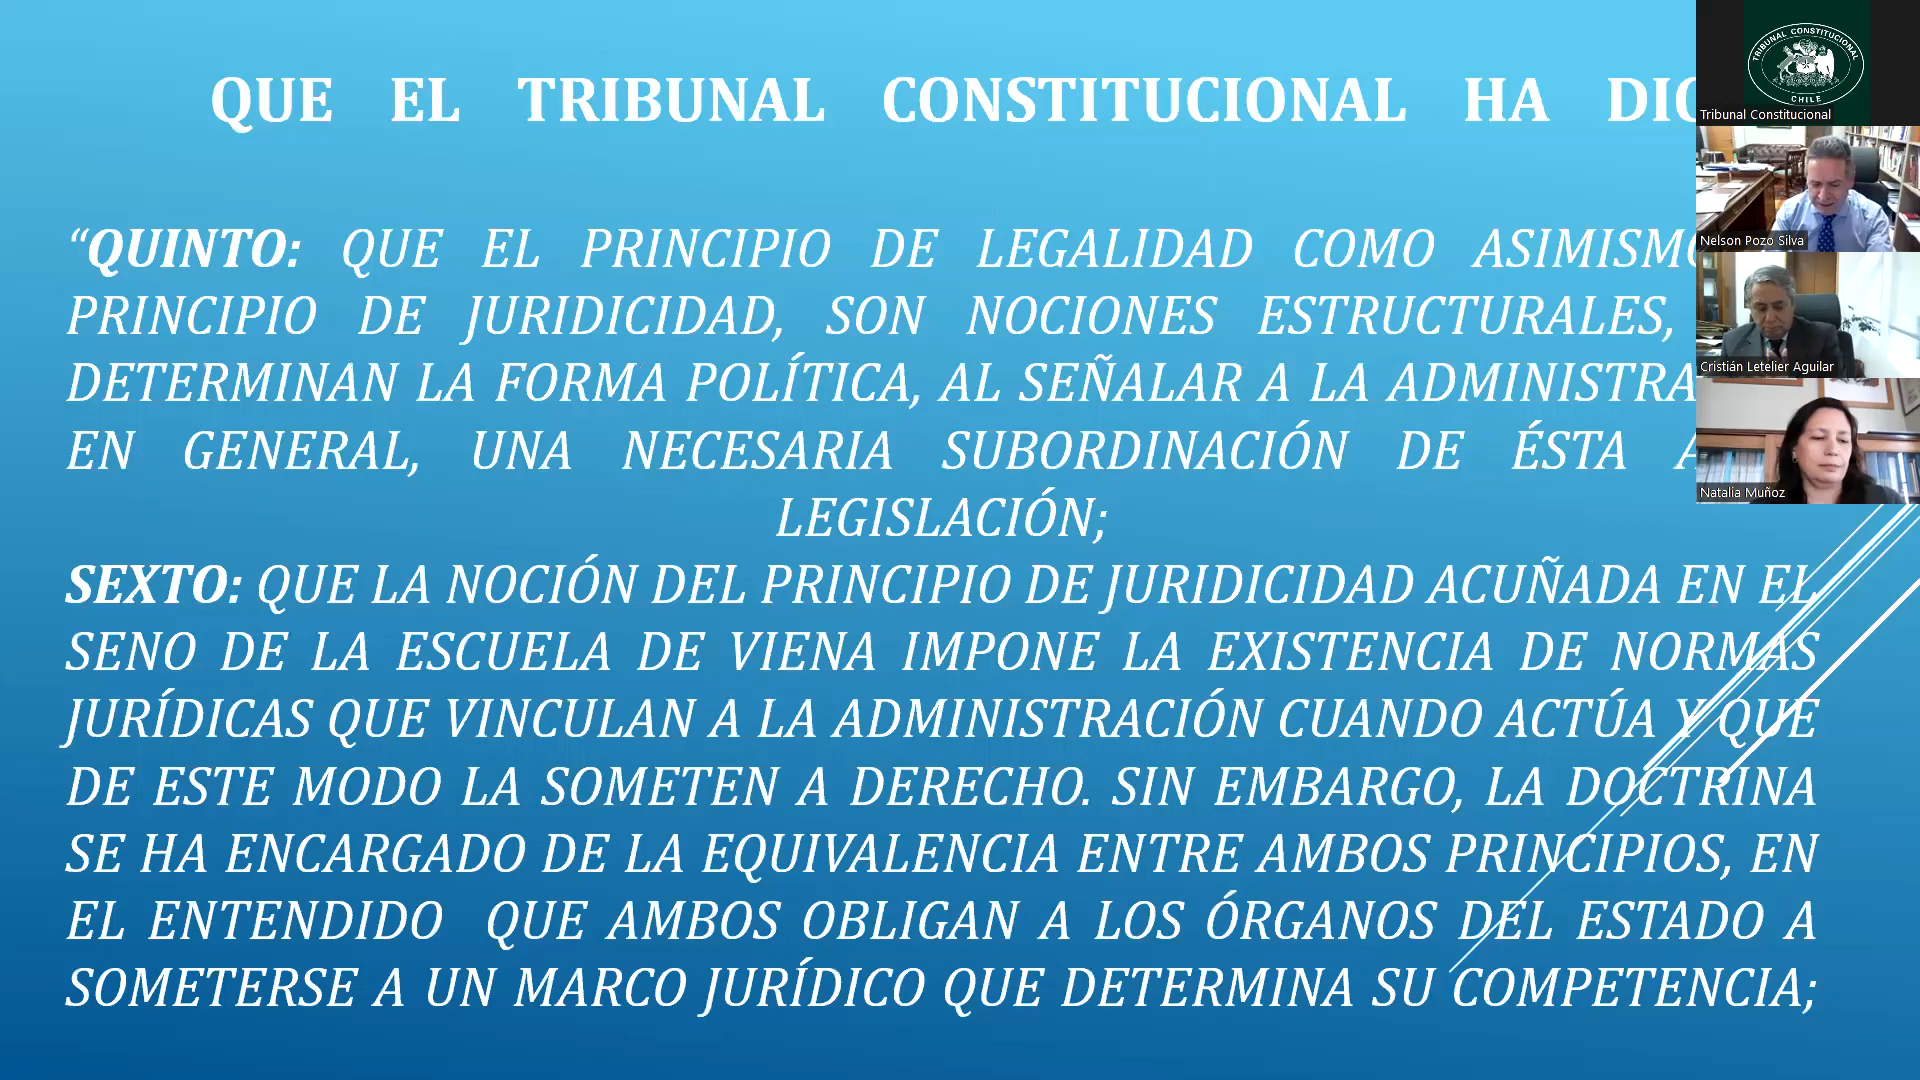 QUE EL TRIBUNAL CONSTITUCIONAL HA
“QUINTO: QUE EL PRINCIPIO DE LEGALIDAD COMO ASIMISMO
PRINCIPIO DE JURIDICIDAD, SON NOCIONES ESTRUCTURALES,
DETERMINAN LA FORMA POLÍTICA, AL SEÑALAR A LA
EN GENERAL, UNA NECESARIA SUBORDINACIÓN DE ÉSTA A
LEGISLACIÓN;
SEXTO: QUE LA NOCIÓN DEL PRINCIPIO DE JURIDICIDAD ACUÑADA EN EL
SENO DE LA ESCUELA DE VIENA IMPONE LA EXISTENCIA DE NORMAS
JURÍDICAS QUE VINCULAN A LA ADMINISTRACIÓN CUANDO ACTÚA Y QUE
DE ESTE MODO LA SOMETEN A DERECHO. SIN EMBARGO, LA DOCTRINA
SE HA ENCARGADO DE LA EQUIVALENCIA ENTRE AMBOS PRINCIPIOS, EN
EL ENTENDIDO QUE AMBOS OBLIGAN A LOS ÓRGANOS DEL ESTADO A
SOMETERSE A UN MARCO JURÍDICO QUE DETERMINA SU COMPETENCIA;
TRIBUNAL CONSTITUCIONAL
CHILE
Tribunal Constitucional
Nelson Pozo Silva
Cristián Letelier Aguilar
Natalia Muñoz